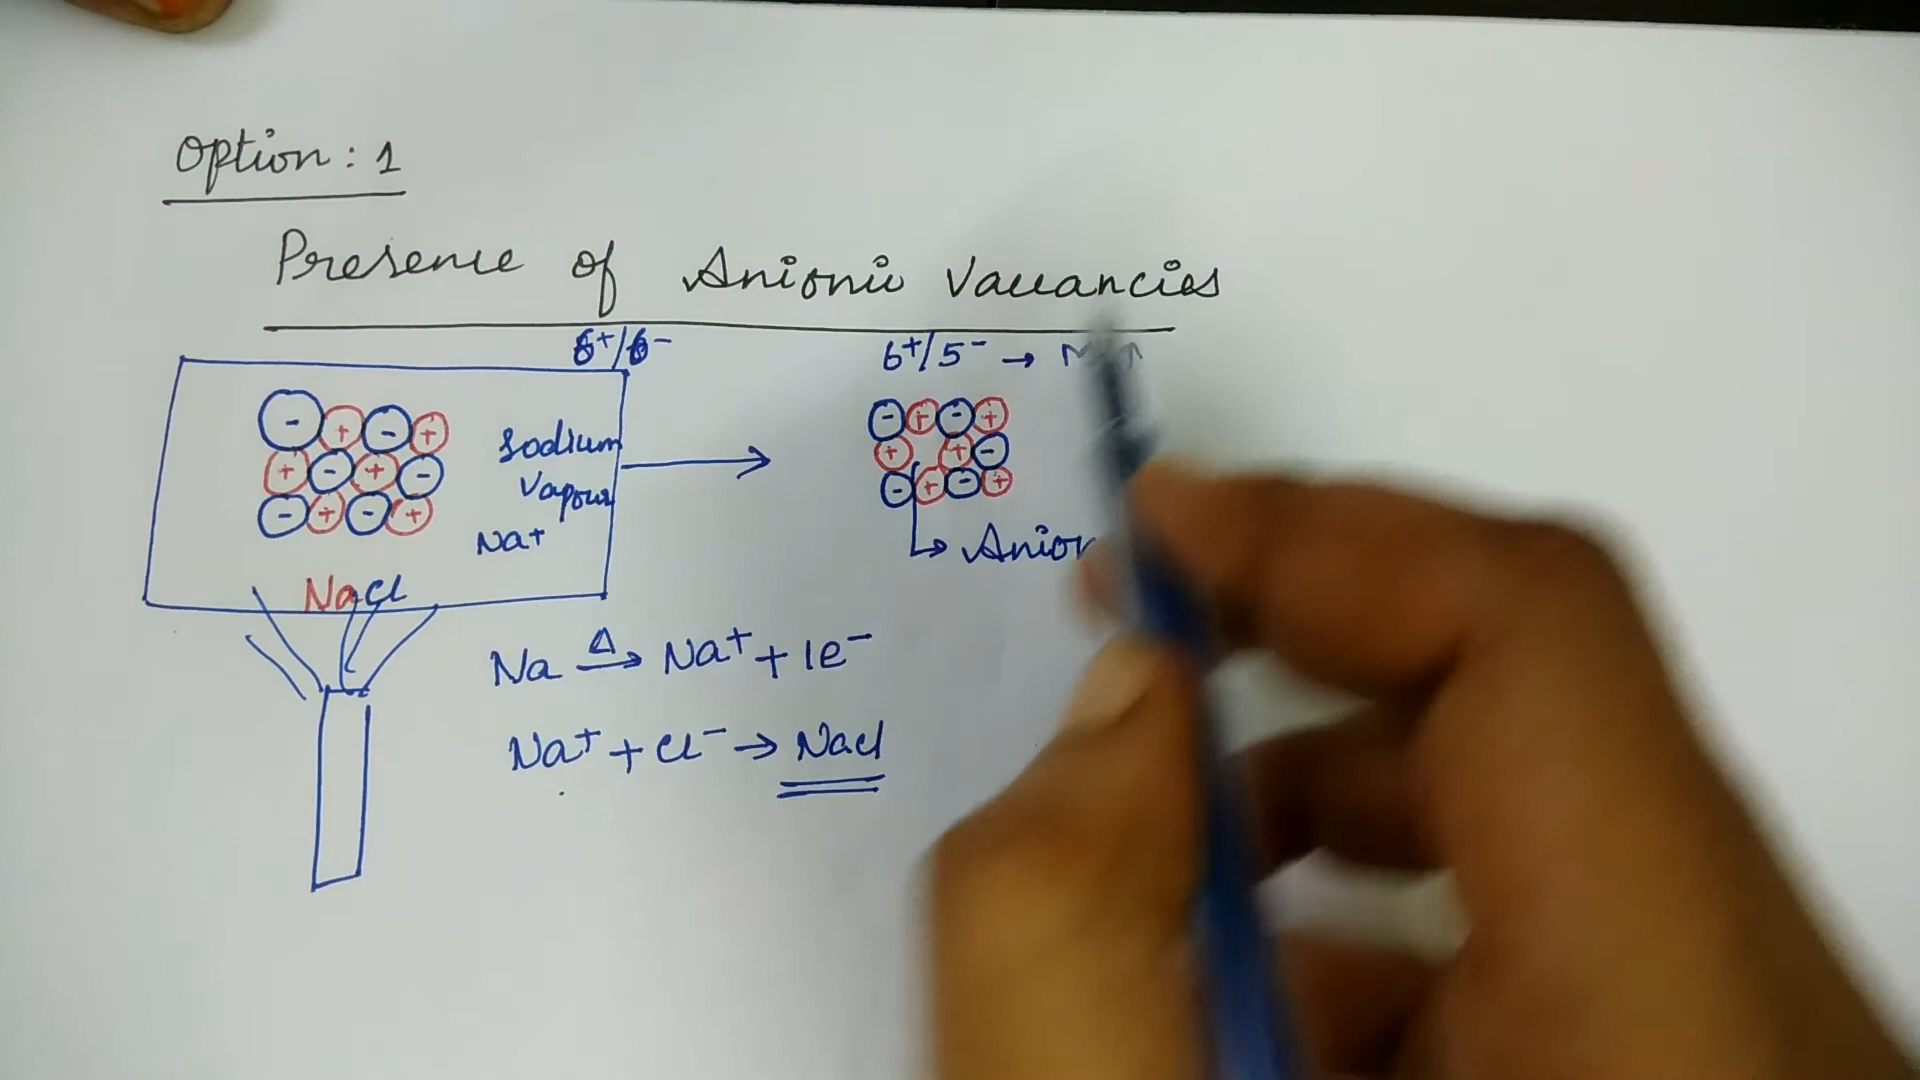 Option : 1
Presence of Anionic Vacancies
6⁺/6⁻
6⁺/5⁻ →
- + - +
+ - + -
- + - +
Sodium
Vapour
Na⁺
NaCl
- + - +
+ + -
- + - +
Anion
Na →Δ Na⁺ + 1e⁻
Na⁺ + Cl⁻ → NaCl